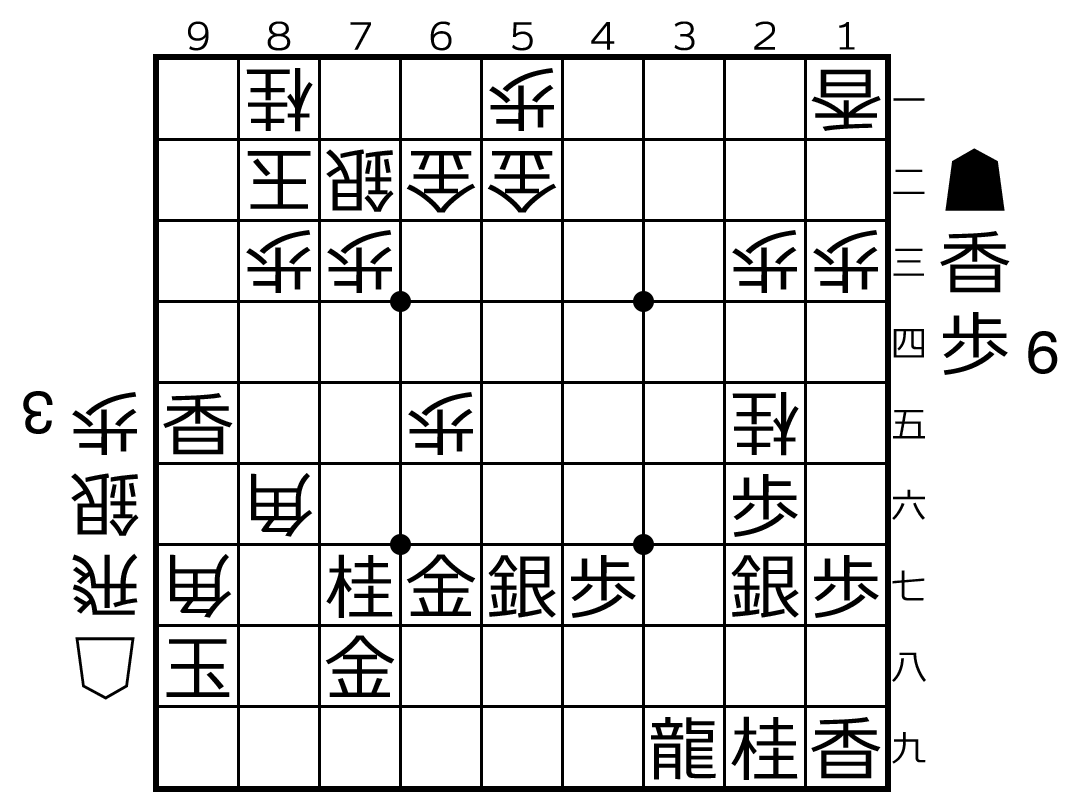 9 8 7 6 5 4 3 2 1
桂 歩 香 一
王 銀 金 金 二
歩 歩 歩 歩 三 香
四 歩 9
3 歩 香 歩 桂 五
銀 角 歩 六
飛 角 桂 金 銀 歩 銀 歩 七
玉 金 八
龍 桂 香 九